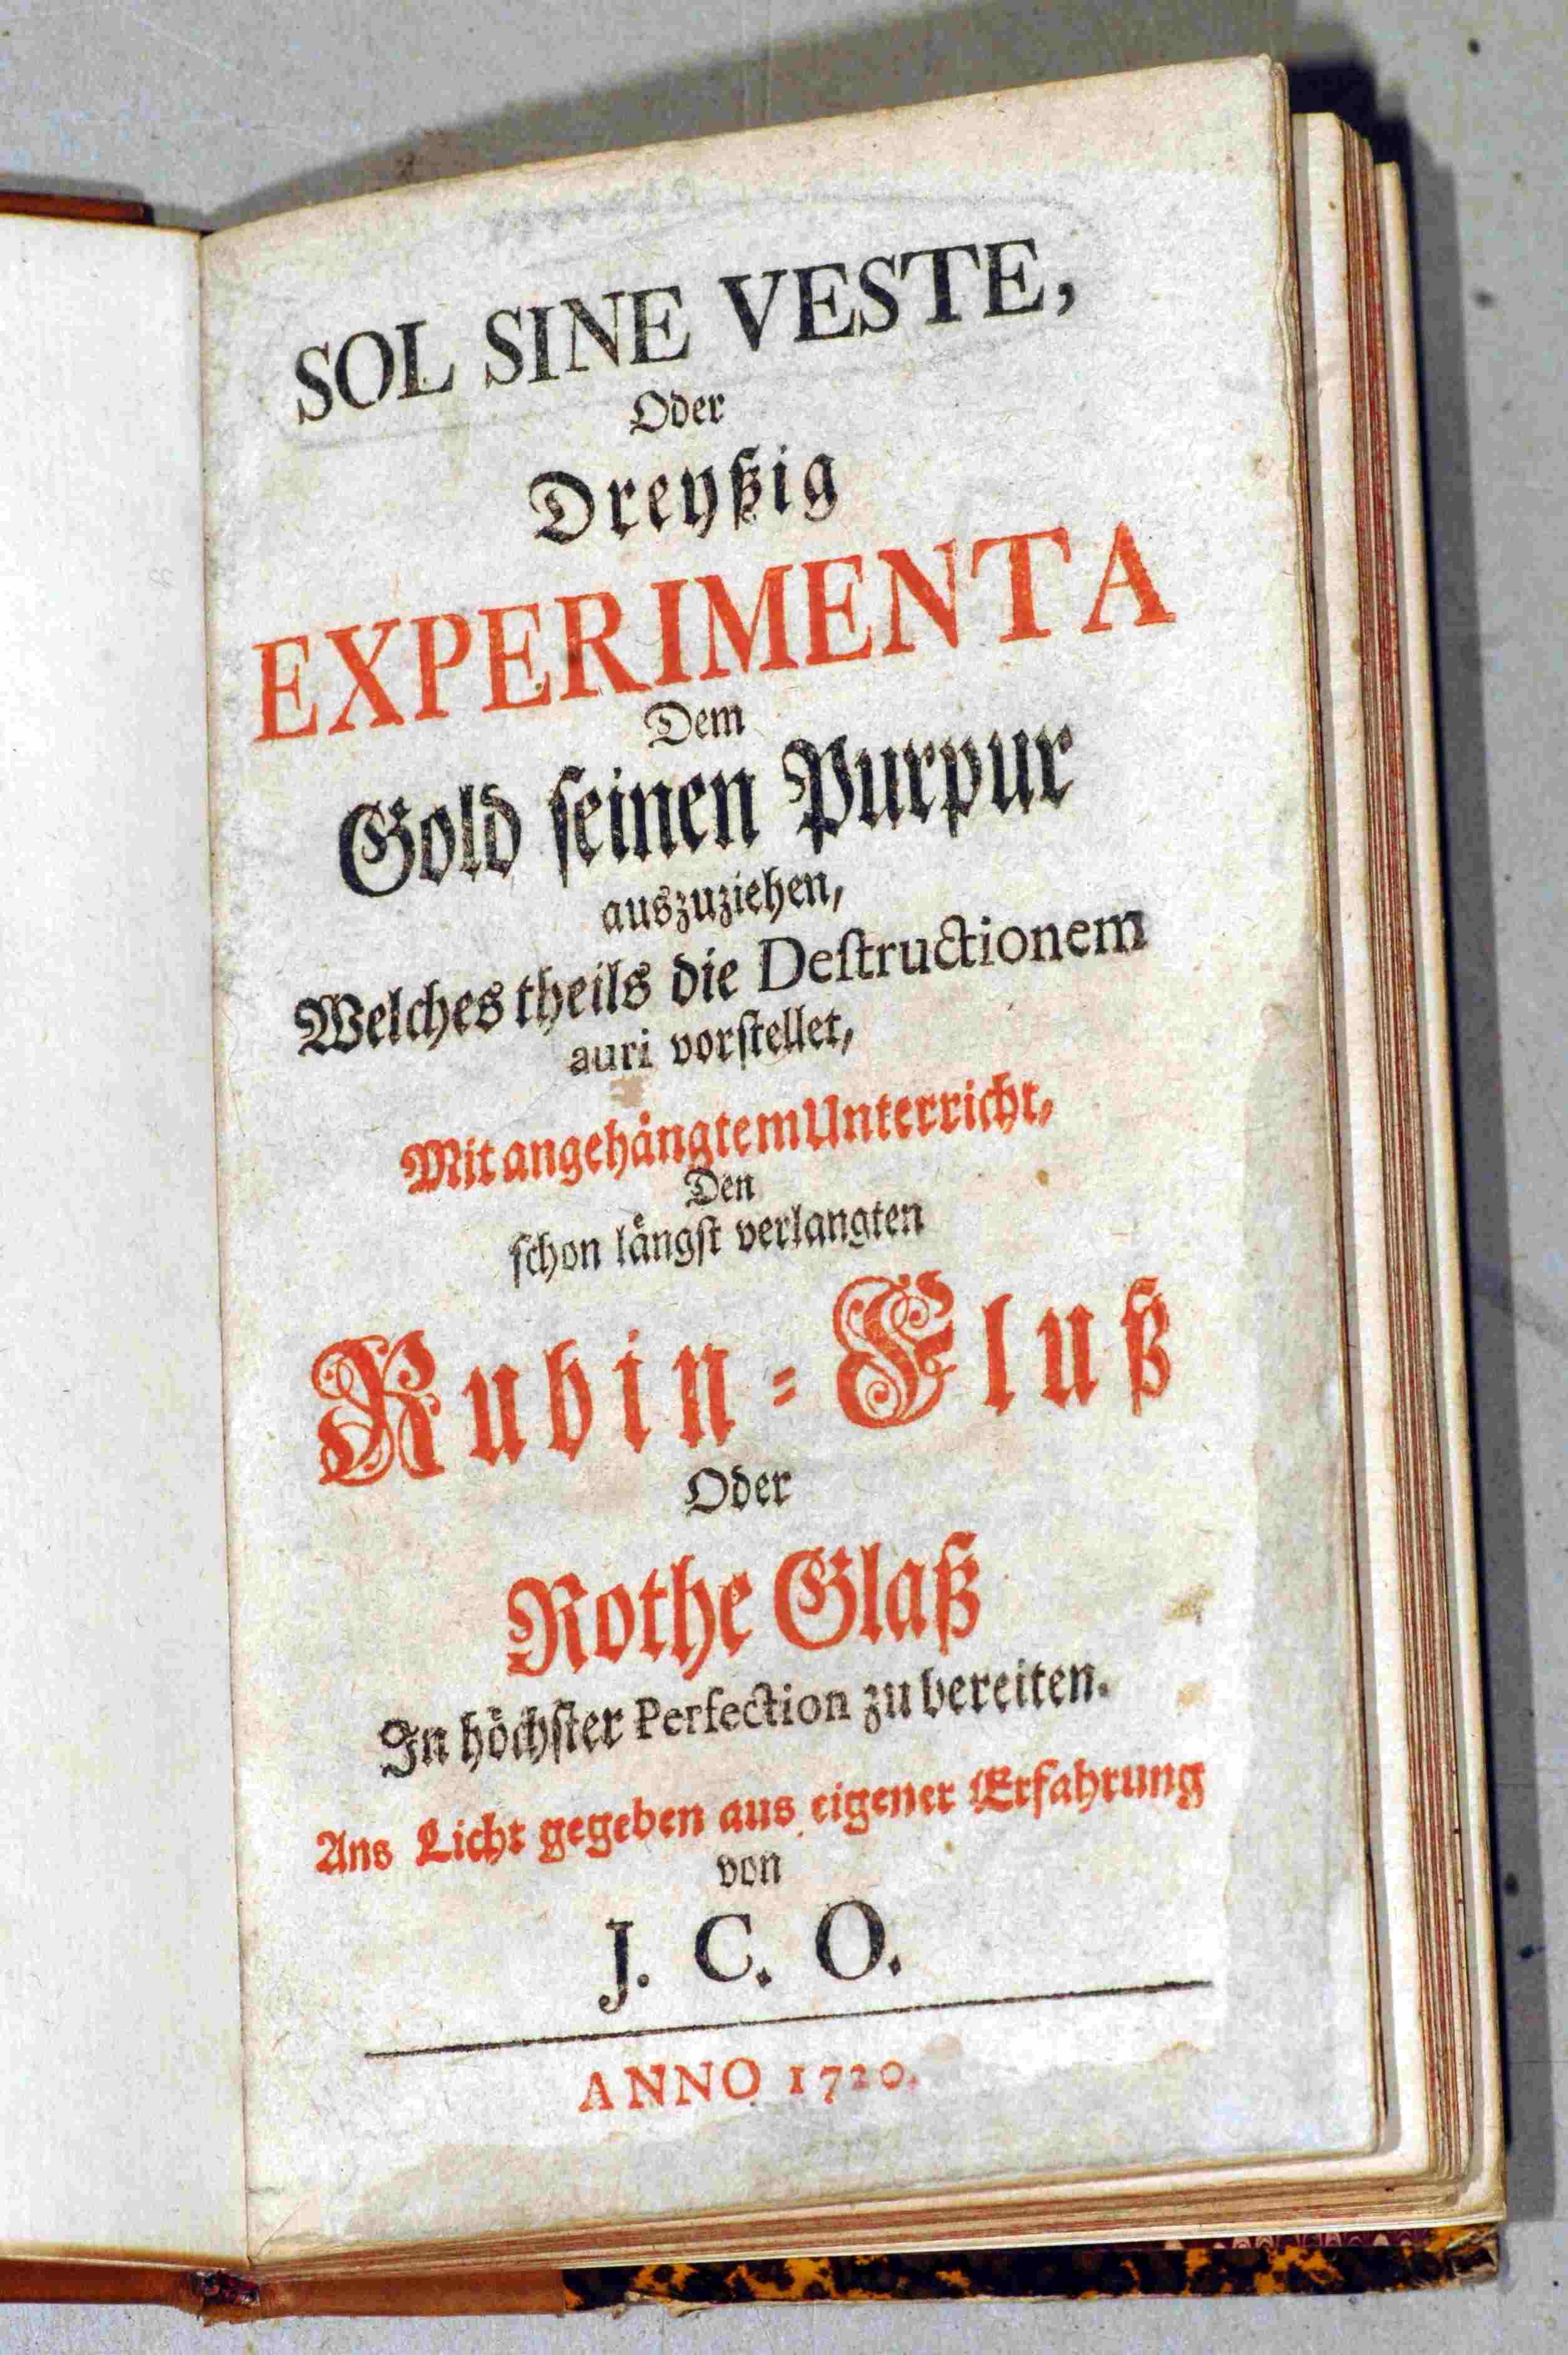 SOL SINE VESTE,
Oder
Dreyßig
EXPERIMENTA
Dem
Gold seinen Purpur
auszuziehen,
Welches theils die Destructionem
auri vorstellet,
Mit angehängtem Unterricht,
Den
schon längst verlangten
Rubin-Fluß
Oder
Rothe Glaß
In höchster Perfection zu bereiten.
Ans Licht gegeben aus eigener Erfahrung
von
J. C. O.
ANNO 1720.